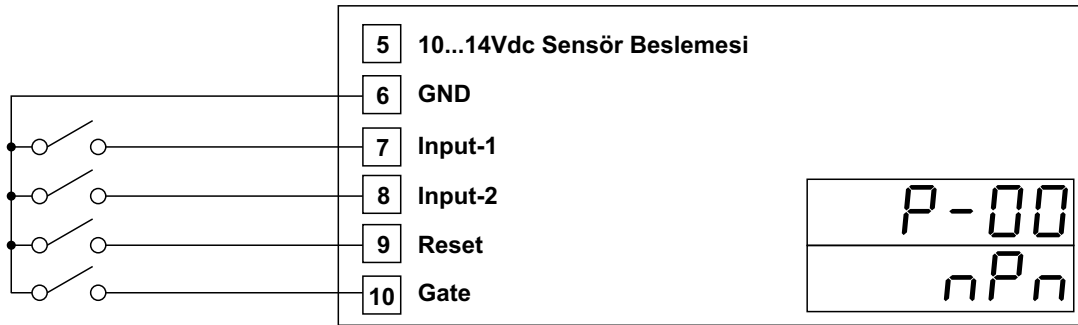 5 10...14Vdc Sensör Beslemesi
6 GND
7 Input-1
8 Input-2
9 Reset
10 Gate
P-00
nPn